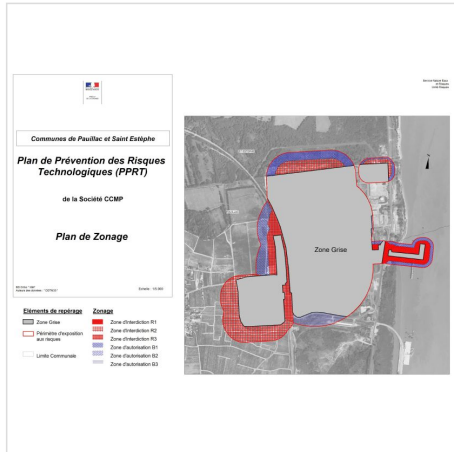 Communes de Pauillac et Saint Estèphe
Plan de Prévention des Risques
Technologiques (PPRT)
de la Société CCMP
Plan de Zonage
Eléments de repérage
Zone Grise
Périmètre d'exposition
aux risques
Limite Communale
Zonage
Zone d'interdiction R1
Zone d'interdiction R2
Zone d'interdiction R3
Zone d'autorisation B1
Zone d'autorisation B2
Zone d'autorisation B3
Zone Grise
N